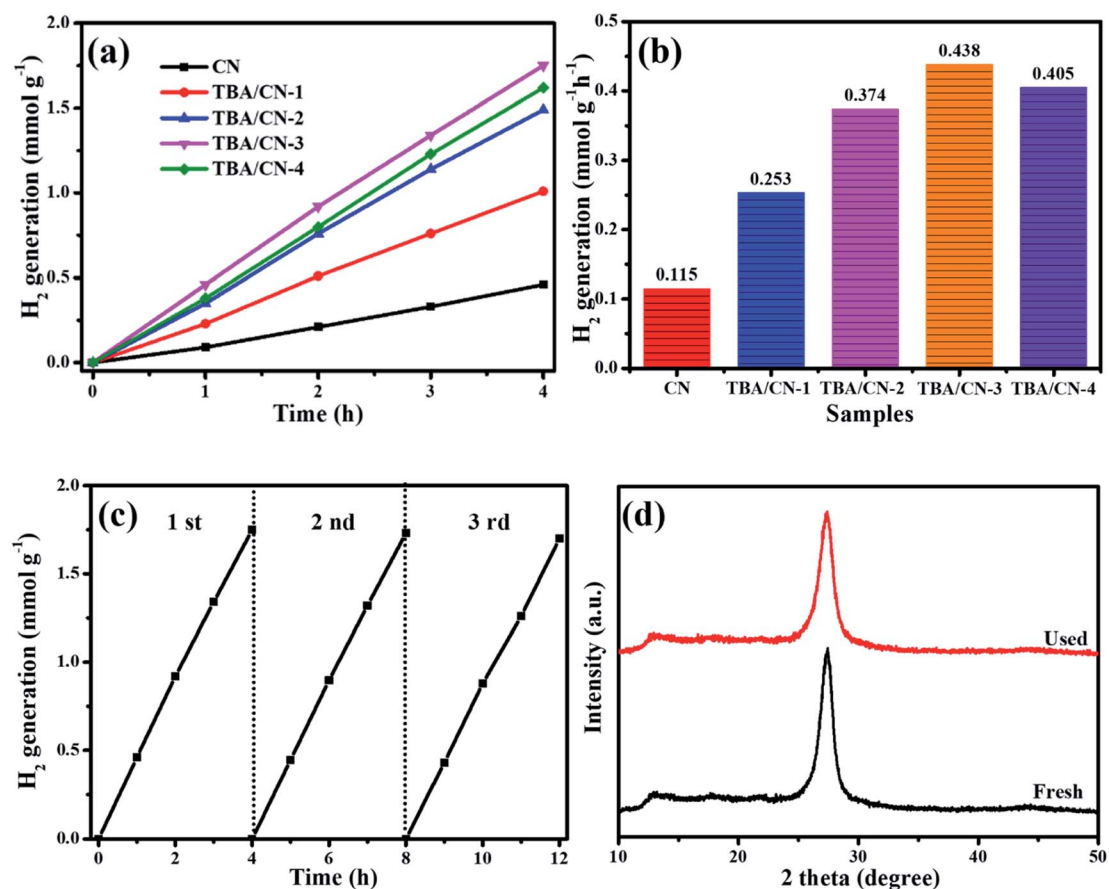 (a)
H₂ generation (mmol g⁻¹)
2.0
1.5
1.0
0.5
0.0
CN
TBA/CN-1
TBA/CN-2
TBA/CN-3
TBA/CN-4
0 1 2 3 4
Time (h)
(b)
H₂ generation (mmol g⁻¹h⁻¹)
0.5
0.4
0.3
0.2
0.1
0.0
0.115
0.253
0.374
0.438
0.405
CN TBA/CN-1 TBA/CN-2 TBA/CN-3 TBA/CN-4
Samples
(c)
H₂ generation (mmol g⁻¹)
2.0
1.5
1.0
0.5
0.0
1 st 2 nd 3 rd
0 2 4 6 8 10 12
Time (h)
(d)
Intensity (a.u.)
Used
Fresh
10 20 30 40 50
2 theta (degree)